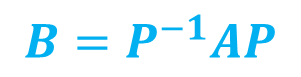 B = P⁻¹AP